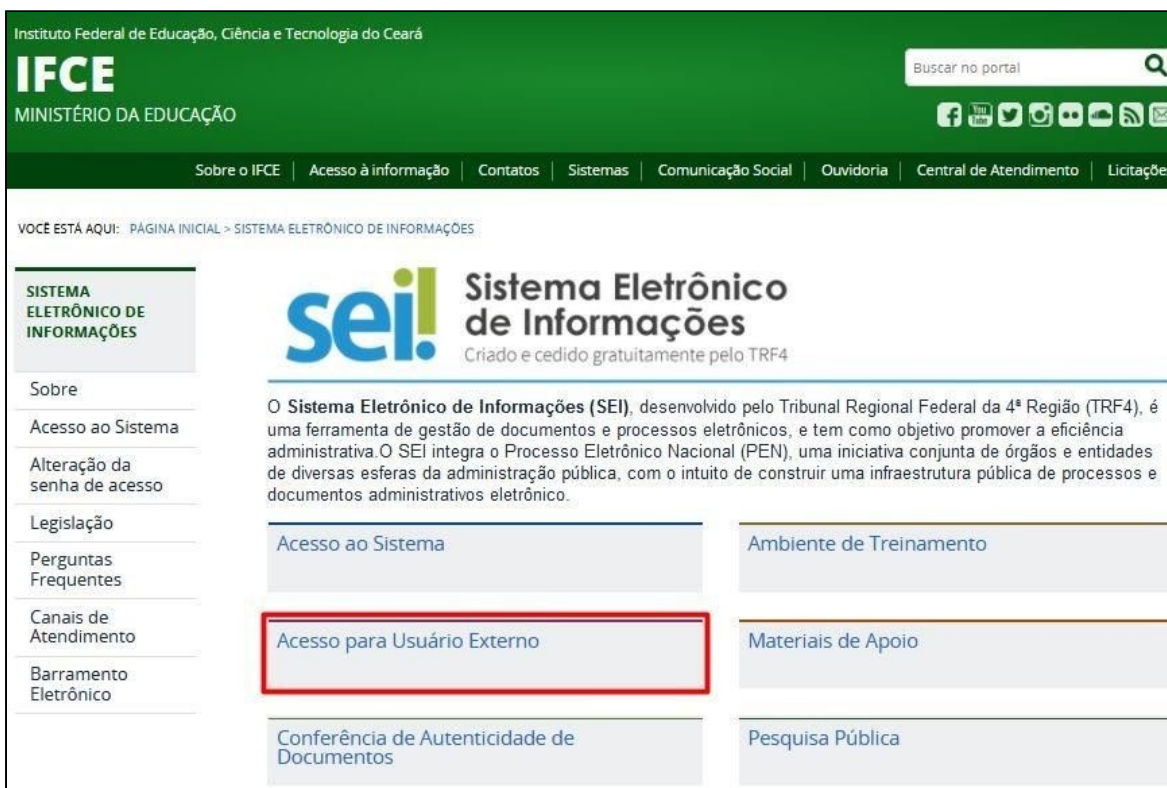 Instituto Federal de Educação, Ciência e Tecnologia do Ceará
IFCE
MINISTÉRIO DA EDUCAÇÃO
Buscar no portal
You Tube
Sobre o IFCE
Acesso à informação
Contatos
Sistemas
Comunicação Social
Ouvidoria
Central de Atendimento
Licitaçõe
VOCÊ ESTÁ AQUI: PÁGINA INICIAL > SISTEMA ELETRÔNICO DE INFORMAÇÕES
SISTEMA
ELETRÔNICO DE
INFORMAÇÕES
Sobre
Acesso ao Sistema
Alteração da
senha de acesso
Legislação
Perguntas
Frequentes
Canais de
Atendimento
Barramento
Eletrônico
sei!
Sistema Eletrônico
de Informações
Criado e cedido gratuitamente pelo TRF4
O Sistema Eletrônico de Informações (SEI), desenvolvido pelo Tribunal Regional Federal da 4ª Região (TRF4), é
uma ferramenta de gestão de documentos e processos eletrônicos, e tem como objetivo promover a eficiência
administrativa.O SEI integra o Processo Eletrônico Nacional (PEN), uma iniciativa conjunta de órgãos e entidades
de diversas esferas da administração pública, com o intuito de construir uma infraestrutura pública de processos e
documentos administrativos eletrônico.
Acesso ao Sistema
Ambiente de Treinamento
Acesso para Usuário Externo
Materiais de Apoio
Conferência de Autenticidade de
Documentos
Pesquisa Pública